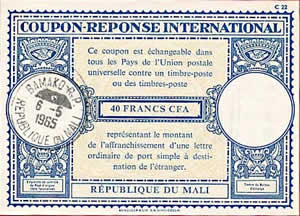 C 22
COUPON-RÉPONSE INTERNATIONAL
Ce coupon est échangeable dans
tous les Pays de l'Union postale
universelle contre un timbre-poste
ou des timbres-poste
40 FRANCS CFA
représentant le montant
de l'affranchissement d'une lettre
ordinaire de port simple à desti-
nation de l'étranger.
RÉPUBLIQUE DU MALI
BAMAKO
6-5
1965
RÉPUBLIQUE DU MALI